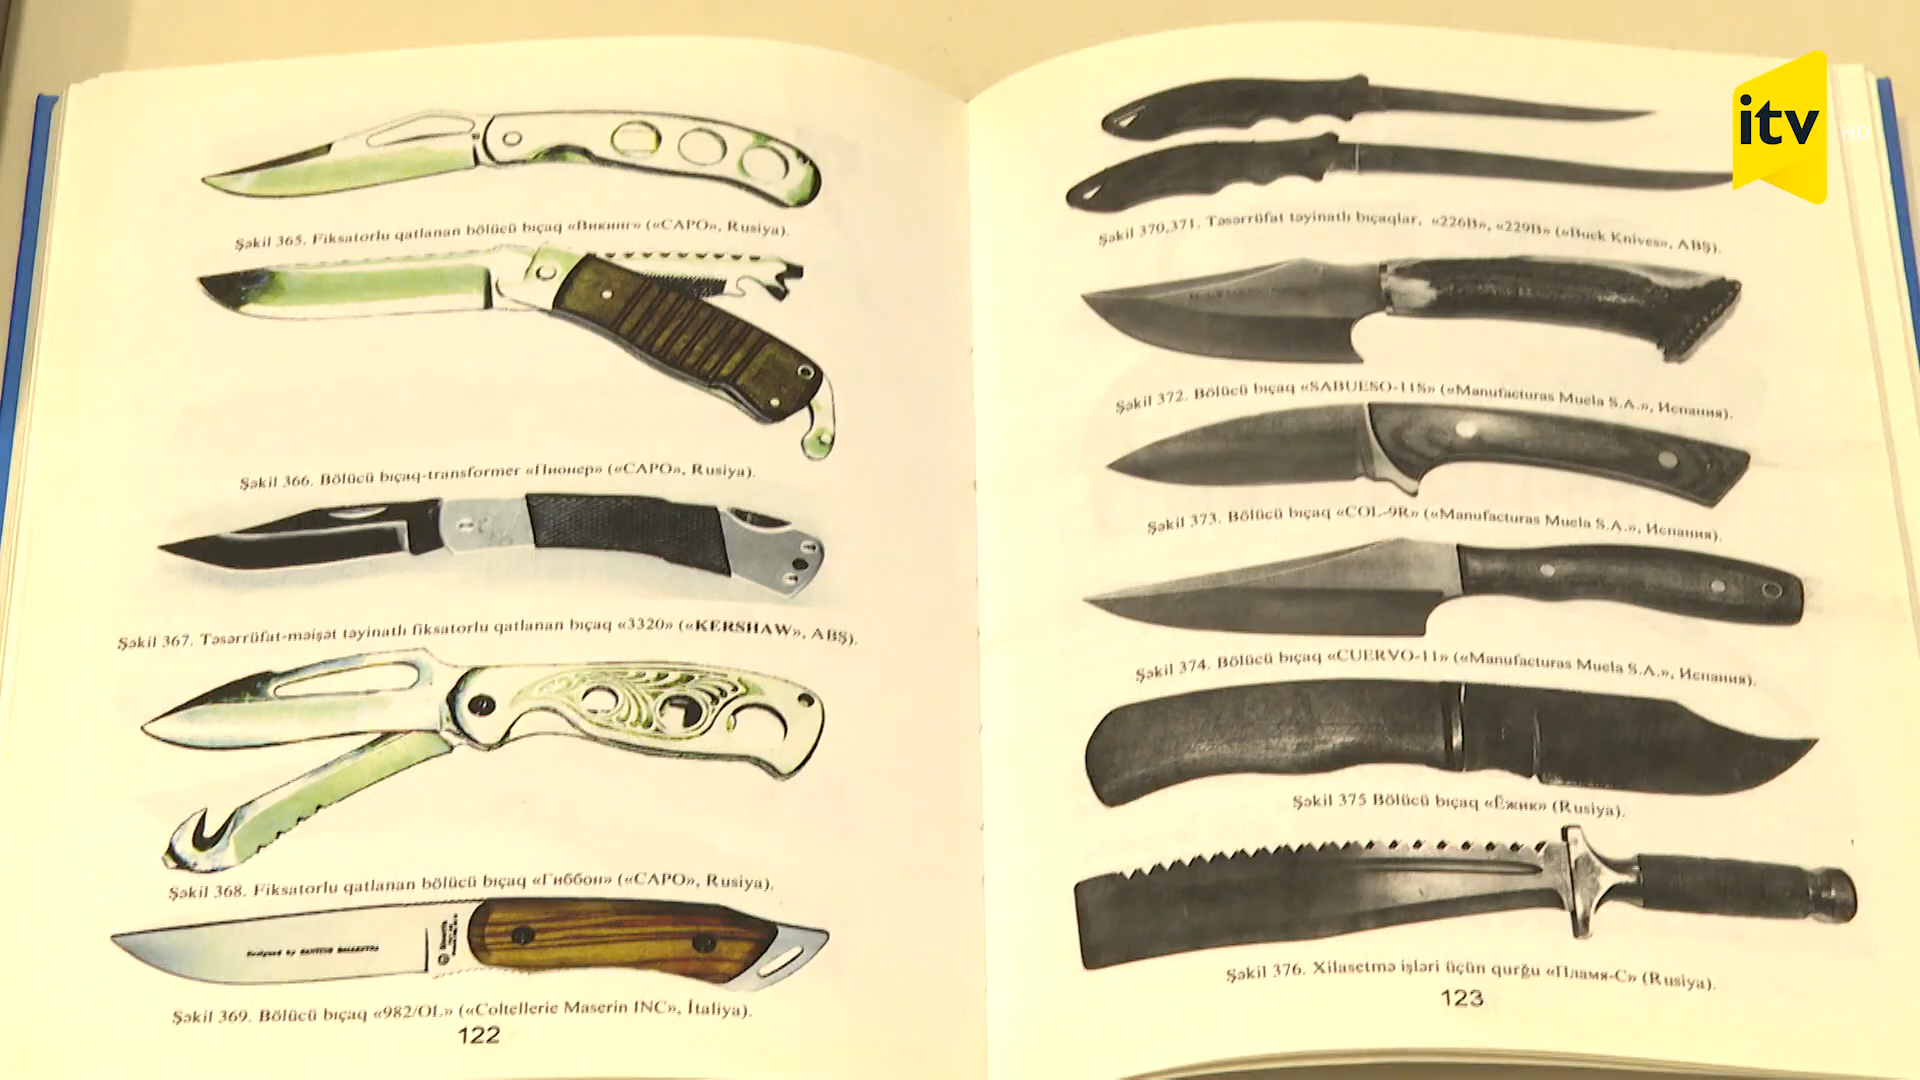 Şəkil 365. Fiksatorlu qatlanan bölücü bıçaq «Викинг» («САРО», Rusiya).
Şəkil 366. Bölücü bıçaq-transformer «Пионер» («САРО», Rusiya).
Şəkil 367. Təsərrüfat-məişət təyinatlı fiksatorlu qatlanan bıçaq «3320» («KERSHAW», ABŞ).
Şəkil 368. Fiksatorlu qatlanan bölücü bıçaq «Гиббон» («САРО», Rusiya).
Designed by
Şəkil 369. Bölücü bıçaq «982/OL» («Coltellerie Maserin INC», İtaliya).
122
Şəkil 370,371. Təsərrüfat təyinatlı bıçaqlar, «226B», «229B» («Buck Knives», ABŞ).
Şəkil 372. Bölücü bıçaq «SABUESO-11S» («Manufacturas Muela S.A.», Испания).
Şəkil 373. Bölücü bıçaq «COL-9R» («Manufacturas Muela S.A.», Испания).
Şəkil 374. Bölücü bıçaq «CUERVO-11» («Manufacturas Muela S.A.», Испания).
Şəkil 375 Bölücü bıçaq «Ёжик» (Rusiya).
Şəkil 376. Xilasetmə işləri üçün qurğu «Пламя-С» (Rusiya).
123
itv HD